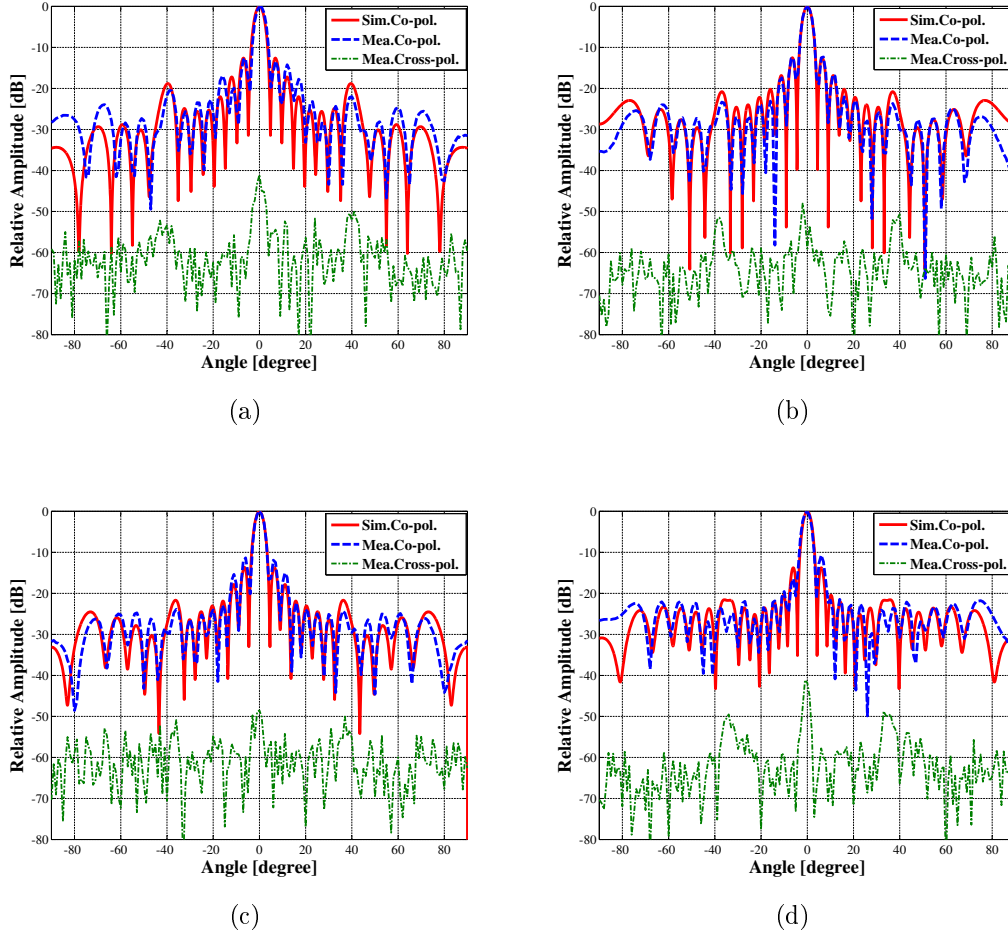 0
-10
-20
-30
-40
-50
-60
-70
-80
-80 -60 -40 -20 0 20 40 60 80
Relative Amplitude [dB]
Angle [degree]
Sim.Co-pol.
Mea.Co-pol.
Mea.Cross-pol.
(a)
0
-10
-20
-30
-40
-50
-60
-70
-80
-80 -60 -40 -20 0 20 40 60 80
Relative Amplitude [dB]
Angle [degree]
Sim.Co-pol.
Mea.Co-pol.
Mea.Cross-pol.
(b)
0
-10
-20
-30
-40
-50
-60
-70
-80
-80 -60 -40 -20 0 20 40 60 80
Relative Amplitude [dB]
Angle [degree]
Sim.Co-pol.
Mea.Co-pol.
Mea.Cross-pol.
(c)
0
-10
-20
-30
-40
-50
-60
-70
-80
-80 -60 -40 -20 0 20 40 60 80
Relative Amplitude [dB]
Angle [degree]
Sim.Co-pol.
Mea.Co-pol.
Mea.Cross-pol.
(d)